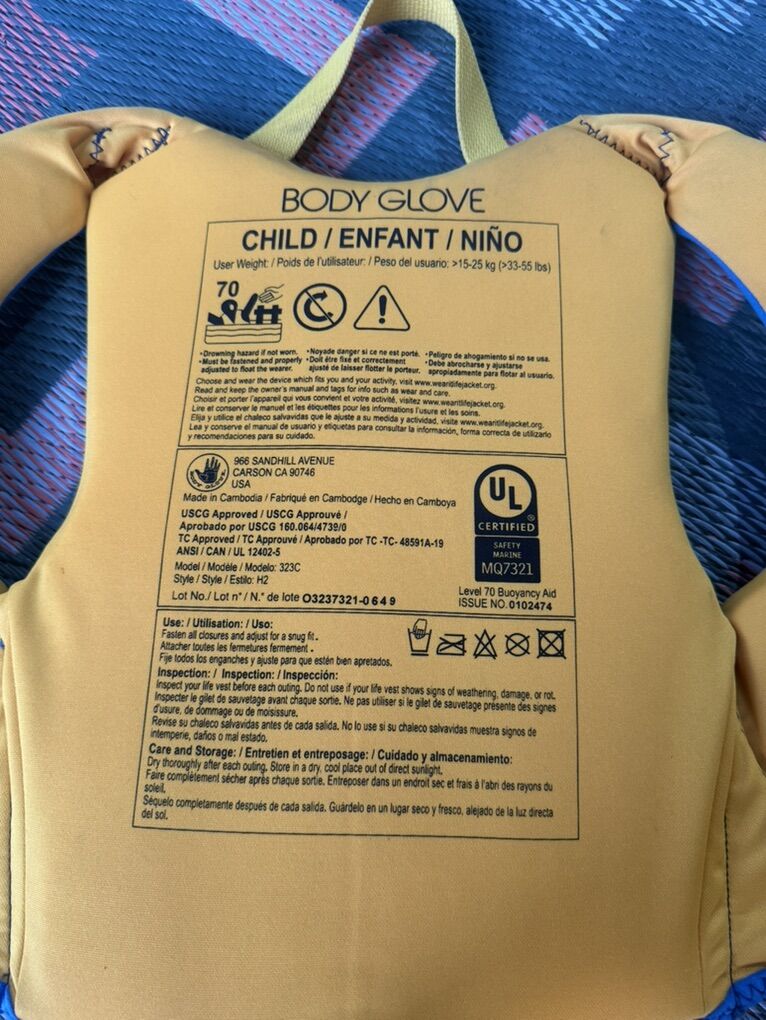 BODY GLOVE
CHILD / ENFANT / NIÑO
User Weight: / Poids de l'utilisateur: / Peso del usuario: >15-25 kg (>33-55 lbs)
70
•Drowning hazard if not worn.
•Must be fastened and properly
adjusted to float the wearer.
•Noyade danger si ce ne est porté.
•Doit être fixé et correctement
ajusté de laisser flotter le porteur.
•Peligro de ahogamiento si no se usa.
•Debe abrocharse y ajustarse
apropiadamente para flotar al usuario.
Choose and wear the device which fits you and your activity, visit www.wearitlifejacket.org.
Read and keep the owner's manual and tags for info such as wear and care.
Choisir et porter l'appareil qui vous convient et votre activité, visitez www.wearitlifejacket.org.
Lire et conserver le manuel et les étiquettes pour les informations l'usure et les soins.
Elija y utilice el chaleco salvavidas que le ajuste a su medida y actividad, visite www.wearitlifejacket.org.
Lea y conserve el manual de usuario y etiquetas para consultar la información, forma correcta de utilizarlo
y recomendaciones para su cuidado.
BODY GLOVE
966 SANDHILL AVENUE
CARSON CA 90746
USA
Made in Cambodia / Fabriqué en Cambodge / Hecho en Camboya
USCG Approved / USCG Approuvé /
Aprobado por USCG 160.064/4739/0
TC Approved / TC Approuvé / Aprobado por TC -TC- 48591A-19
ANSI / CAN / UL 12402-5
Model / Modèle / Modelo: 323C
Style / Style / Estilo: H2
Lot No./ Lot n° / N.° de lote O3237321-0649
UL
®
CERTIFIED
SAFETY
MARINE
MQ7321
Level 70 Buoyancy Aid
ISSUE NO. 0102474
Use: / Utilisation: / Uso:
Fasten all closures and adjust for a snug fit .
Attacher toutes les fermetures fermement .
Fije todos los enganches y ajuste para que estén bien apretados.
Inspection: / Inspection: / Inspección:
Inspect your life vest before each outing. Do not use if your life vest shows signs of weathering, damage, or rot.
Inspecter le gilet de sauvetage avant chaque sortie. Ne pas utiliser si le gilet de sauvetage présente des signes
d'usure, de dommage ou de moisissure.
Revise su chaleco salvavidas antes de cada salida. No lo use si su chaleco salvavidas muestra signos de
intemperie, daños o mal estado.
Care and Storage: / Entretien et entreposage: / Cuidado y almacenamiento:
Dry thoroughly after each outing. Store in a dry, cool place out of direct sunlight.
Faire complètement sécher après chaque sortie. Entreposer dans un endroit sec et frais à l'abri des rayons du
soleil.
Séquelo completamente después de cada salida. Guárdelo en un lugar seco y fresco, alejado de la luz directa
del sol.